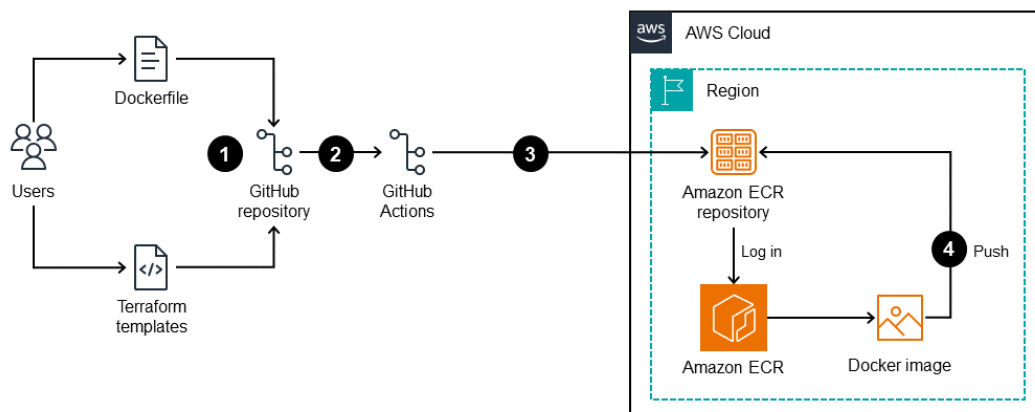 aws
AWS Cloud
Region
Dockerfile
Users
1
GitHub
repository
2
GitHub
Actions
3
Amazon ECR
repository
Log in
4
Push
Terraform
templates
Amazon ECR
Docker image